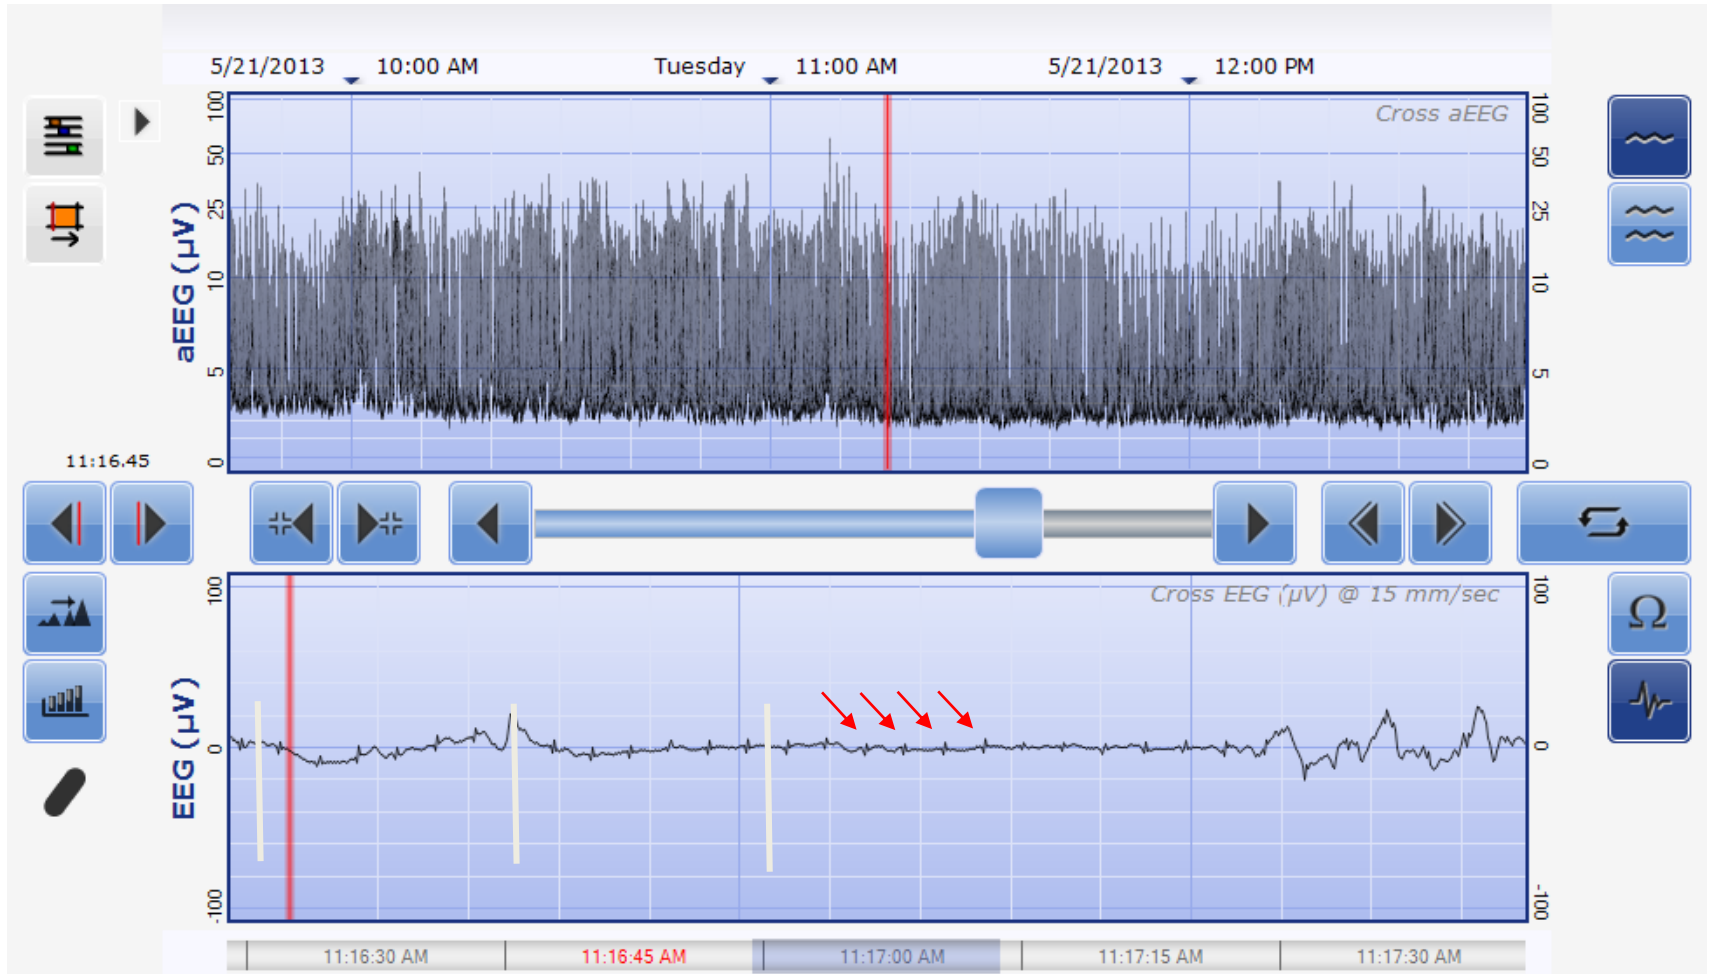 5/21/2013 10:00 AM Tuesday 11:00 AM 5/21/2013 12:00 PM
Cross aEEG
100 50 25 10 5 0
aEEG (µV)
100 50 25 10 5 0
11:16.45
Ω
Cross EEG (µV) @ 15 mm/sec
100 0 -100
EEG (µV)
100 0 -100
11:16:30 AM 11:16:45 AM 11:17:00 AM 11:17:15 AM 11:17:30 AM